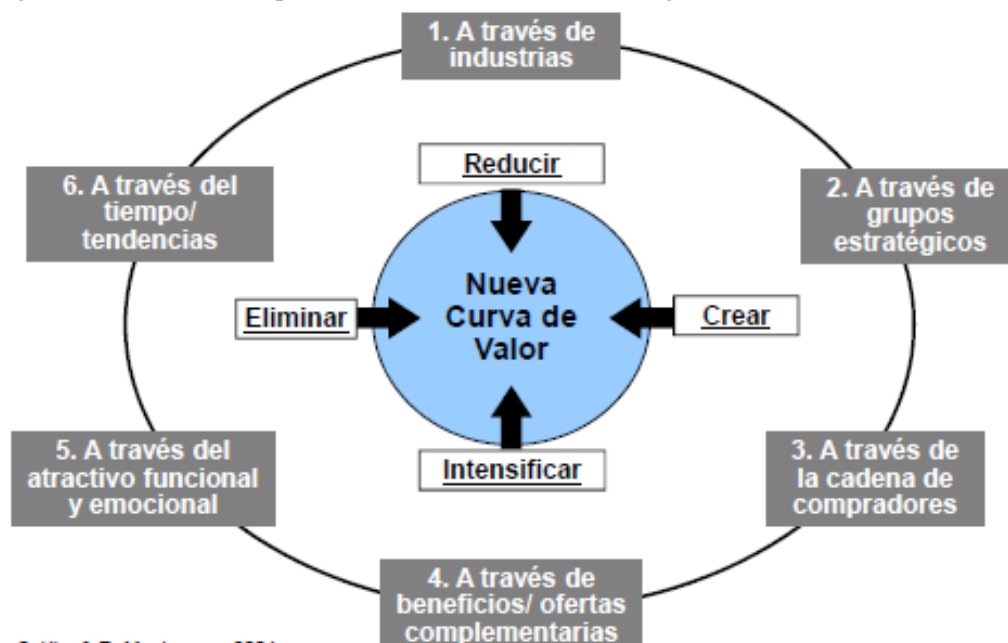 1. A través de
industrias
6. A través del
tiempo/
tendencias
Reducir
2. A través de
grupos
estratégicos
Eliminar
Nueva
Curva de
Valor
Crear
Intensificar
5. A través del
atractivo funcional
y emocional
3. A través de
la cadena de
compradores
4. A través de
beneficios/ ofertas
complementarias